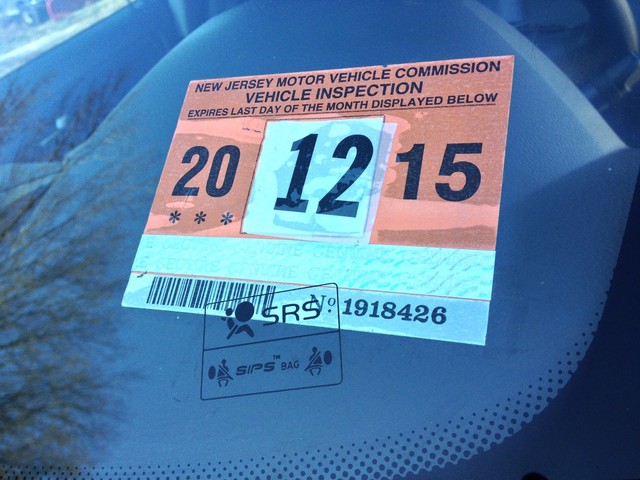 NEW JERSEY MOTOR VEHICLE COMMISSION
VEHICLE INSPECTION
EXPIRES LAST DAY OF THE MONTH DISPLAYED BELOW
20 12 15
* * *
No. 1918426
SRS
SIPS™ BAG